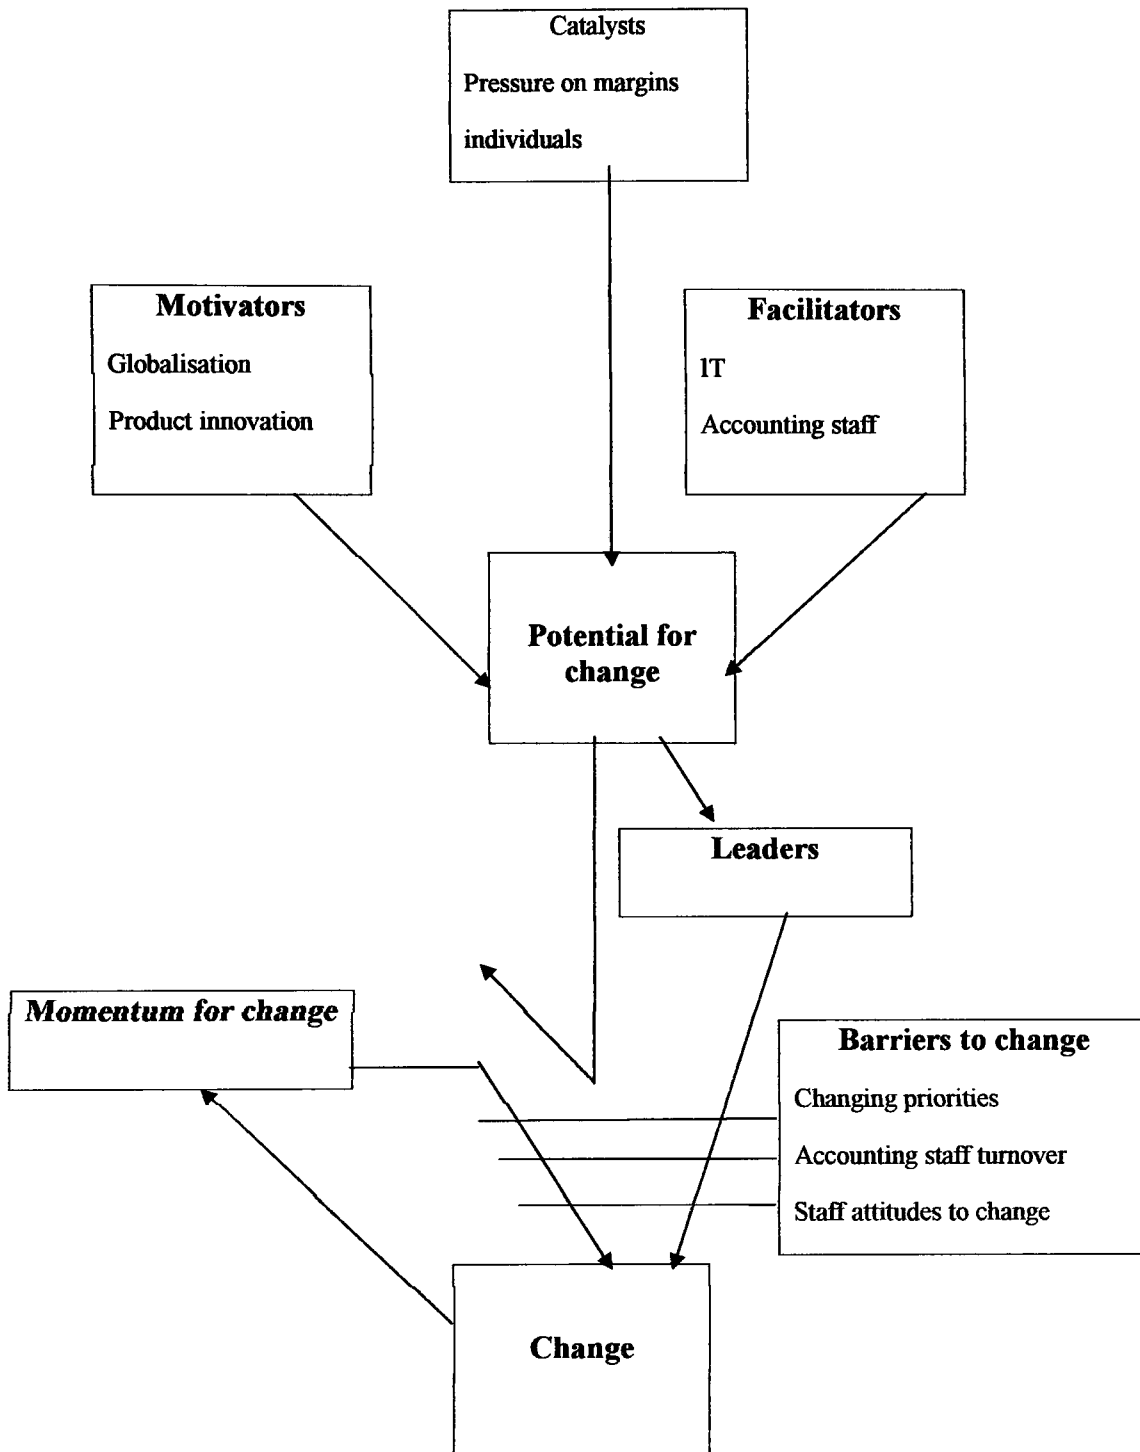 Catalysts
Pressure on margins
individuals
Motivators
Globalisation
Product innovation
Facilitators
IT
Accounting staff
Potential for
change
Leaders
Momentum for change
Barriers to change
Changing priorities
Accounting staff turnover
Staff attitudes to change
Change